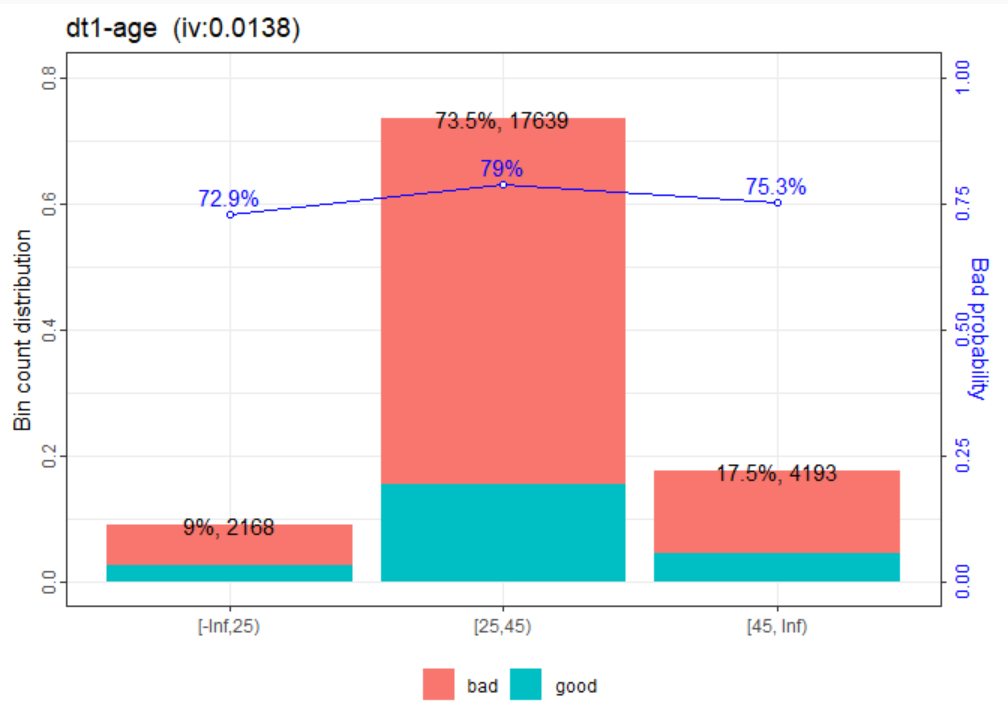 dt1-age (iv:0.0138)
Bin count distribution
0.8
0.6
0.4
0.2
0.0
73.5%, 17639
72.9%
79%
75.3%
9%, 2168
17.5%, 4193
1.00
0.75
0.50
0.25
0.00
Bad probability
[-Inf,25)
[25,45)
[45, Inf)
bad
good